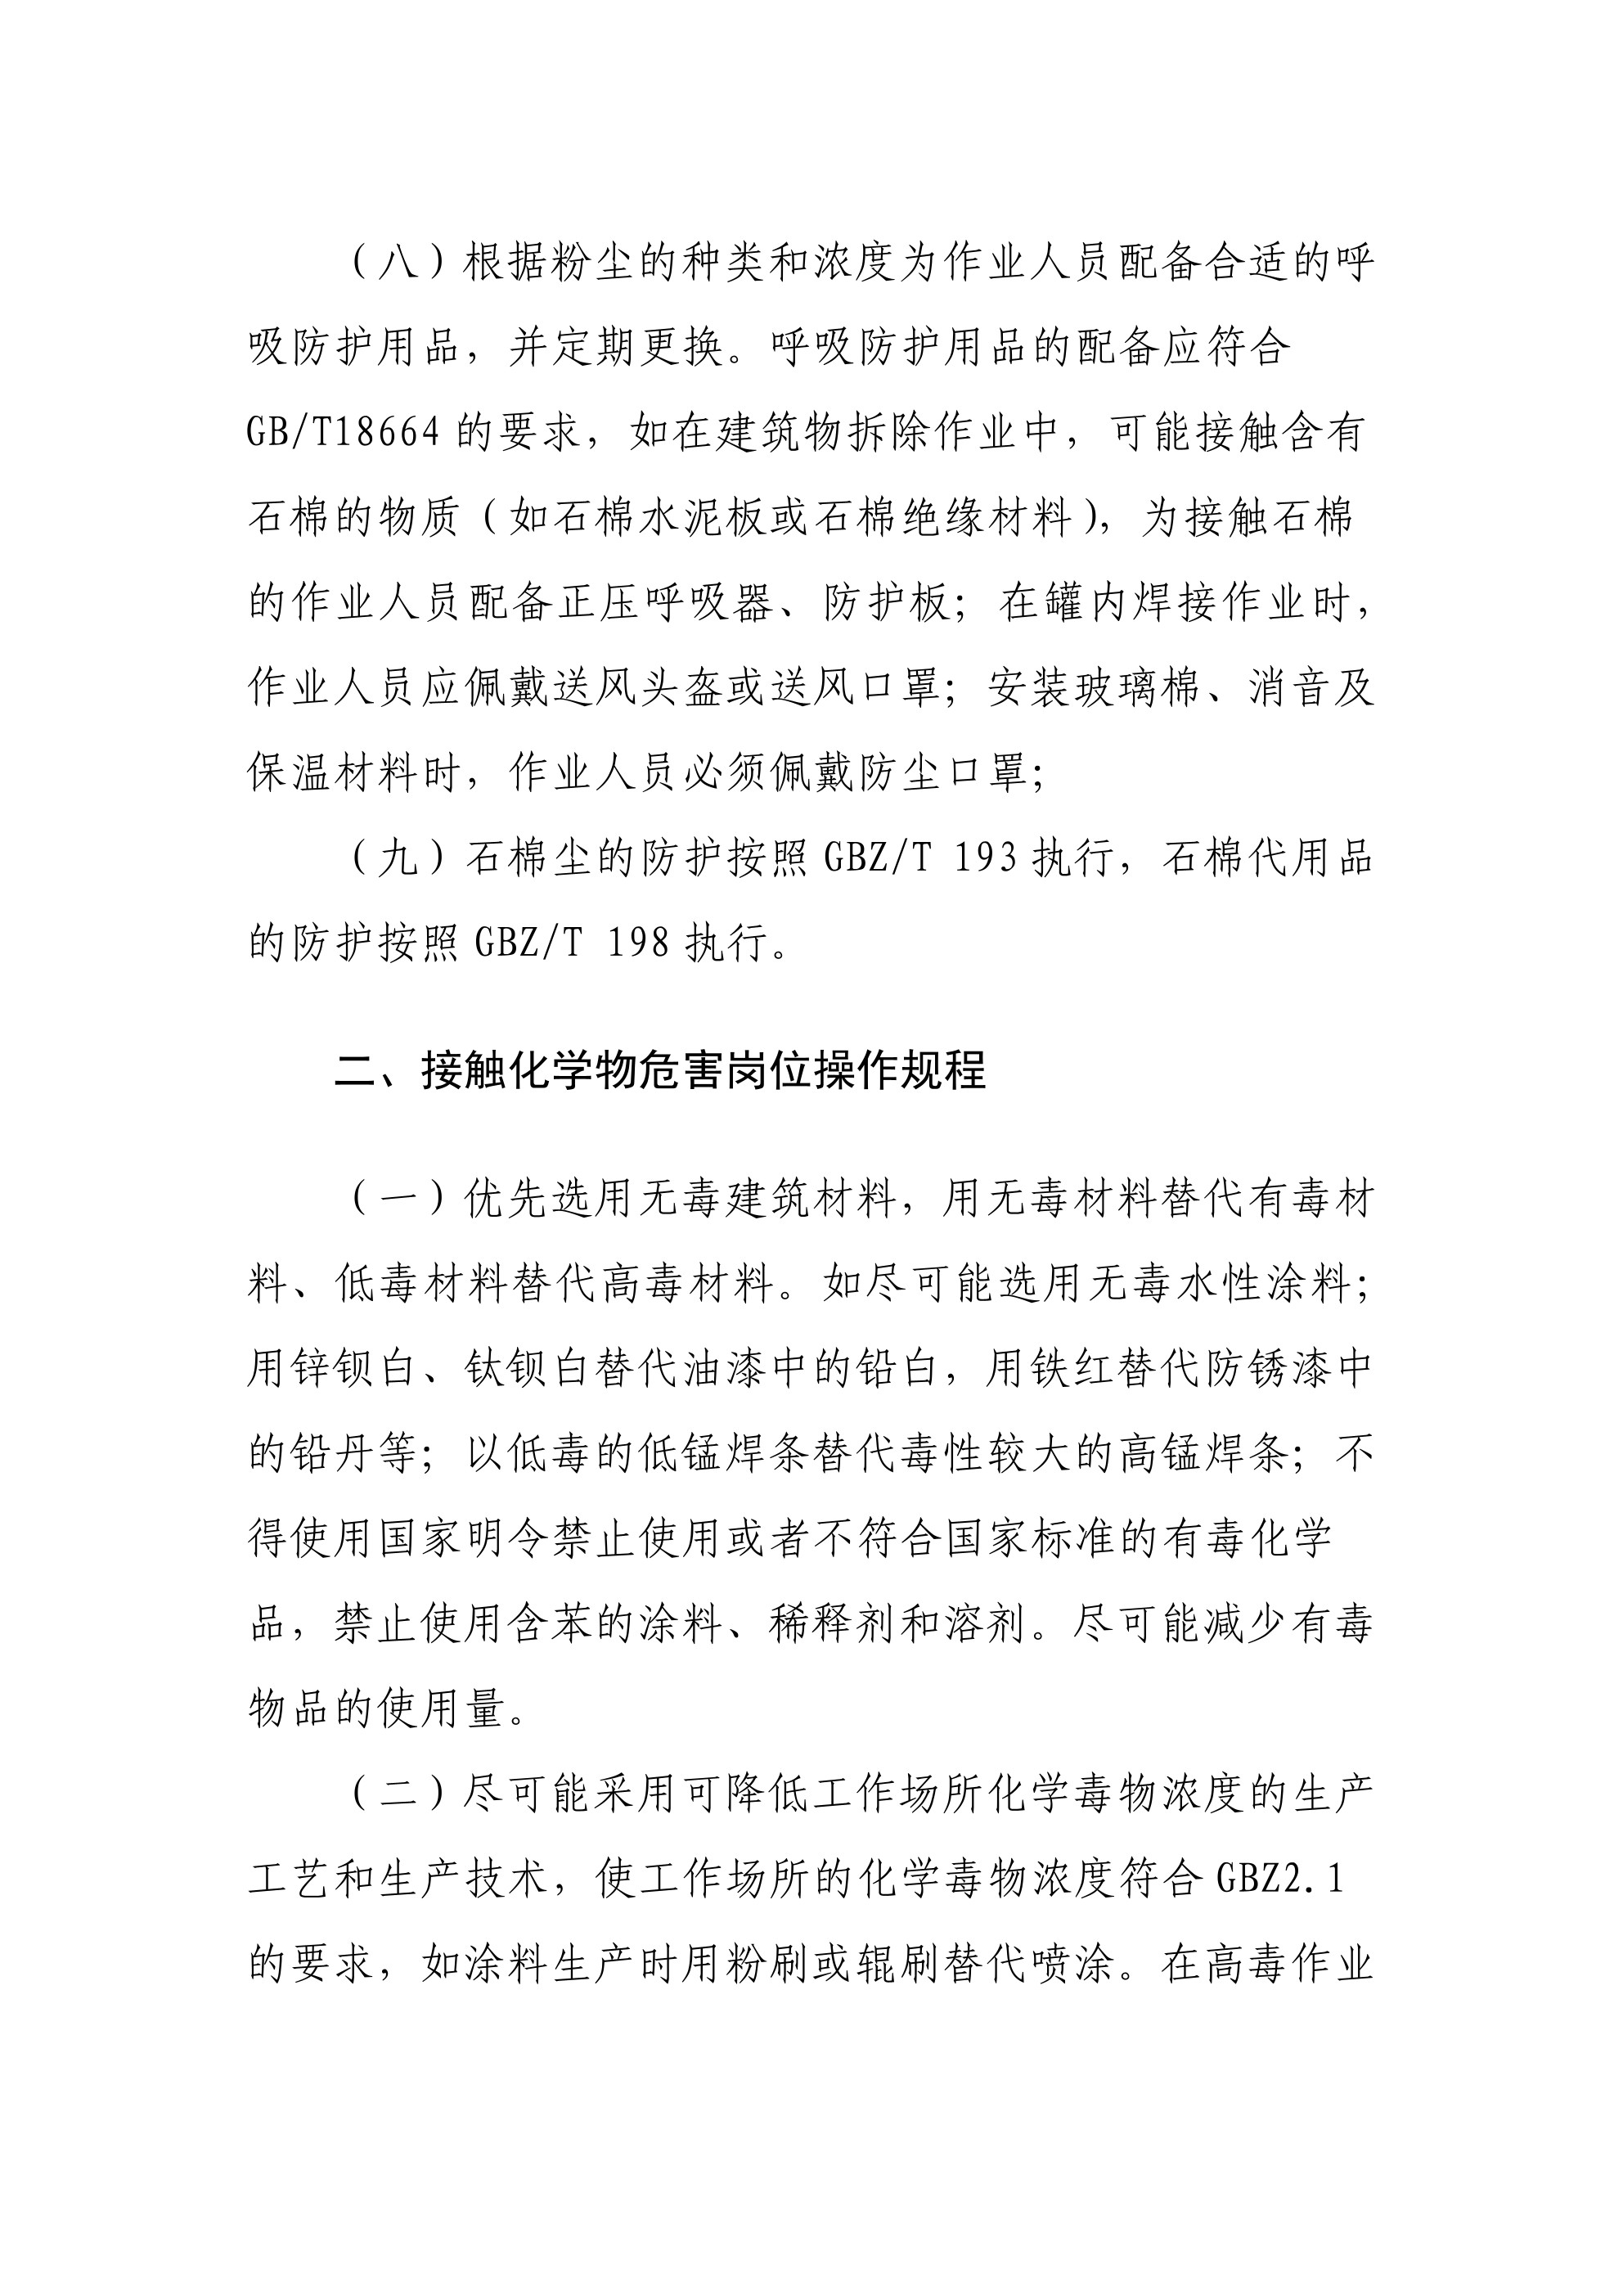 （八）根据粉尘的种类和浓度为作业人员配备合适的呼
吸防护用品，并定期更换。呼吸防护用品的配备应符合
GB/T18664 的要求，如在建筑物拆除作业中，可能接触含有
石棉的物质（如石棉水泥板或石棉绝缘材料），为接触石棉
的作业人员配备正压呼吸器、防护板；在罐内焊接作业时，
作业人员应佩戴送风头盔或送风口罩；安装玻璃棉、消音及
保温材料时，作业人员必须佩戴防尘口罩；
（九）石棉尘的防护按照 GBZ/T 193 执行，石棉代用品
的防护按照 GBZ/T 198 执行。
二、接触化学物危害岗位操作规程
（一）优先选用无毒建筑材料，用无毒材料替代有毒材
料、低毒材料替代高毒材料。如尽可能选用无毒水性涂料；
用锌钡白、钛钡白替代油漆中的铅白，用铁红替代防锈漆中
的铅丹等；以低毒的低锰焊条替代毒性较大的高锰焊条；不
得使用国家明令禁止使用或者不符合国家标准的有毒化学
品，禁止使用含苯的涂料、稀释剂和溶剂。尽可能减少有毒
物品的使用量。
（二）尽可能采用可降低工作场所化学毒物浓度的生产
工艺和生产技术，使工作场所的化学毒物浓度符合 GBZ2.1
的要求，如涂料生产时用粉刷或辊刷替代喷涂。在高毒作业